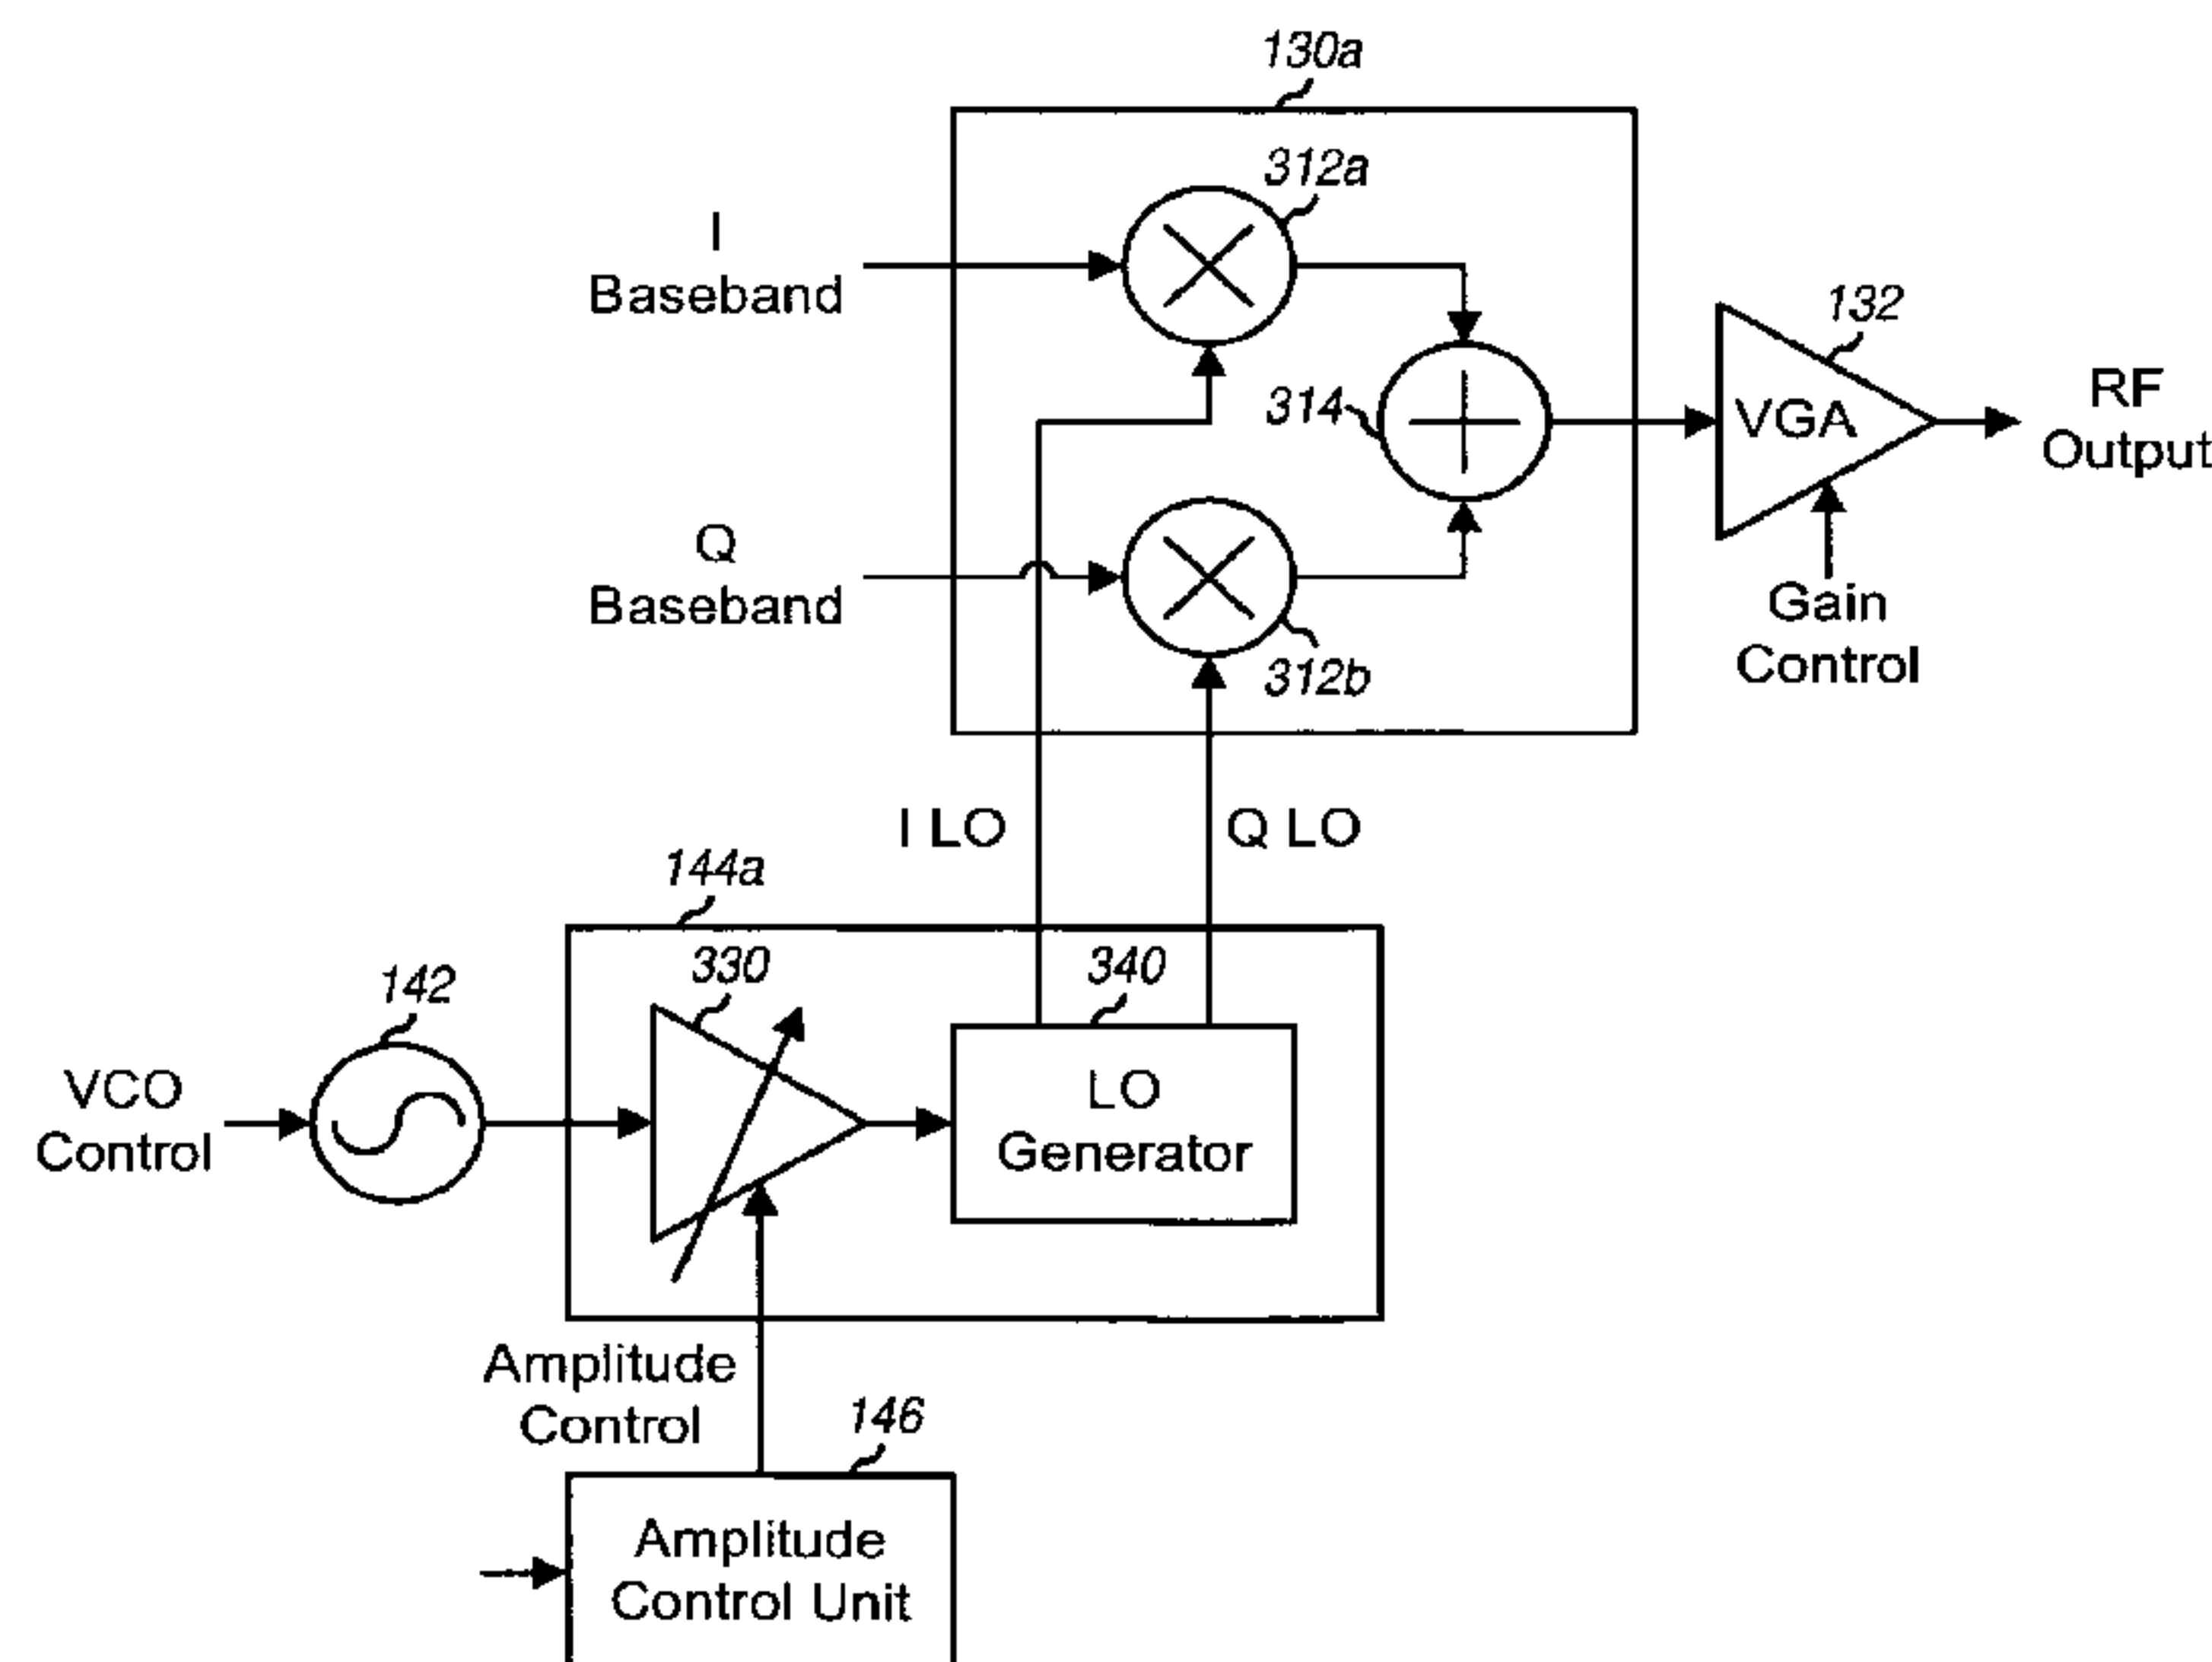 130a
312a
I
Baseband
132
314
VGA
RF
Output
Q
Baseband
312b
Gain
Control
I LO
Q LO
144a
330
340
142
VCO
Control
LO
Generator
Amplitude
Control
146
Amplitude
Control Unit